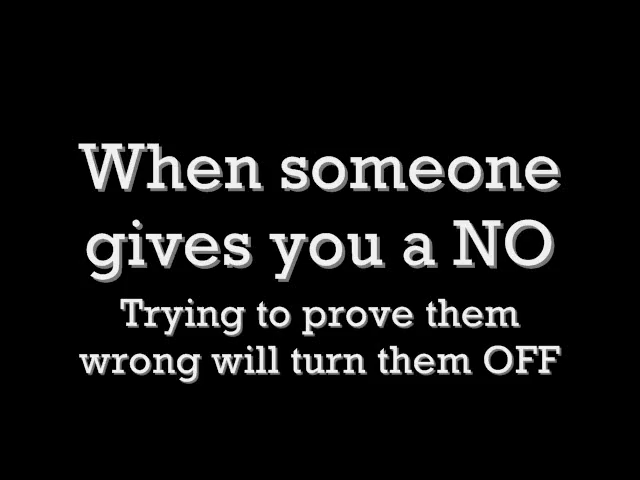 When someone
gives you a NO
Trying to prove them
wrong will turn them OFF